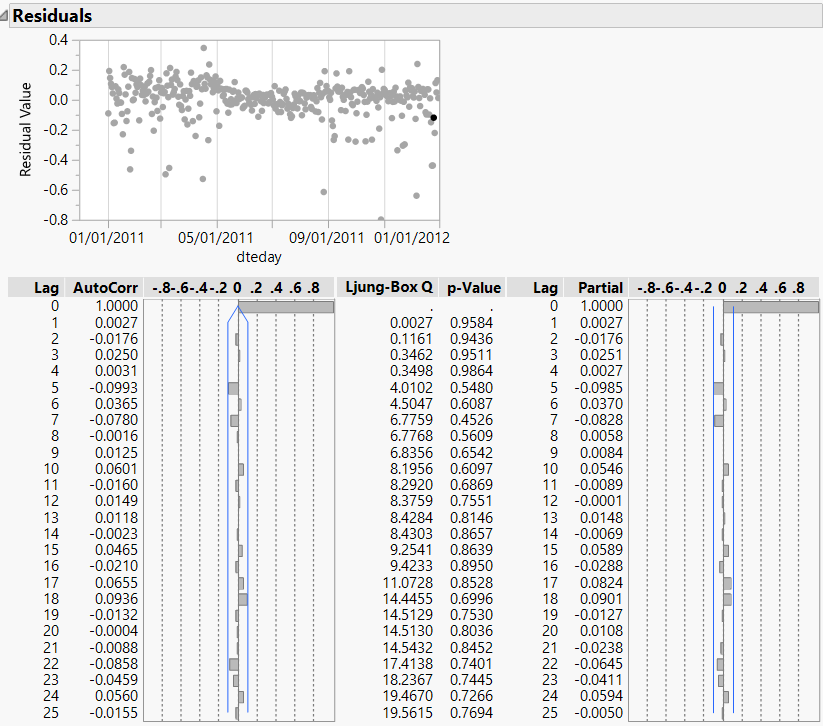 Residuals
0.4
0.2
0.0
-0.2
-0.4
-0.6
-0.8
Residual Value
01/01/2011 05/01/2011 09/01/2011 01/01/2012
dteday
Lag AutoCorr -.8-.6-.4-.2 0 .2 .4 .6 .8 Ljung-Box Q p-Value Lag Partial -.8-.6-.4-.2 0 .2 .4 .6 .8
0 1.0000 . . 0 1.0000
1 0.0027 0.0027 0.9584 1 0.0027
2 -0.0176 0.1161 0.9436 2 -0.0176
3 0.0250 0.3462 0.9511 3 0.0251
4 0.0031 0.3498 0.9864 4 0.0027
5 -0.0993 4.0102 0.5480 5 -0.0985
6 0.0365 4.5047 0.6087 6 0.0370
7 -0.0780 6.7759 0.4526 7 -0.0828
8 -0.0016 6.7768 0.5609 8 0.0058
9 0.0125 6.8356 0.6542 9 0.0084
10 0.0601 8.1956 0.6097 10 0.0546
11 -0.0160 8.2920 0.6869 11 -0.0089
12 0.0149 8.3759 0.7551 12 -0.0001
13 0.0118 8.4284 0.8146 13 0.0148
14 -0.0023 8.4303 0.8657 14 -0.0069
15 0.0465 9.2541 0.8639 15 0.0589
16 -0.0210 9.4233 0.8950 16 -0.0288
17 0.0655 11.0728 0.8528 17 0.0824
18 0.0936 14.4455 0.6996 18 0.0901
19 -0.0132 14.5129 0.7530 19 -0.0127
20 -0.0004 14.5130 0.8036 20 0.0108
21 -0.0088 14.5432 0.8452 21 -0.0238
22 -0.0858 17.4138 0.7401 22 -0.0645
23 -0.0459 18.2367 0.7445 23 -0.0411
24 0.0560 19.4670 0.7266 24 0.0594
25 -0.0155 19.5615 0.7694 25 -0.0050